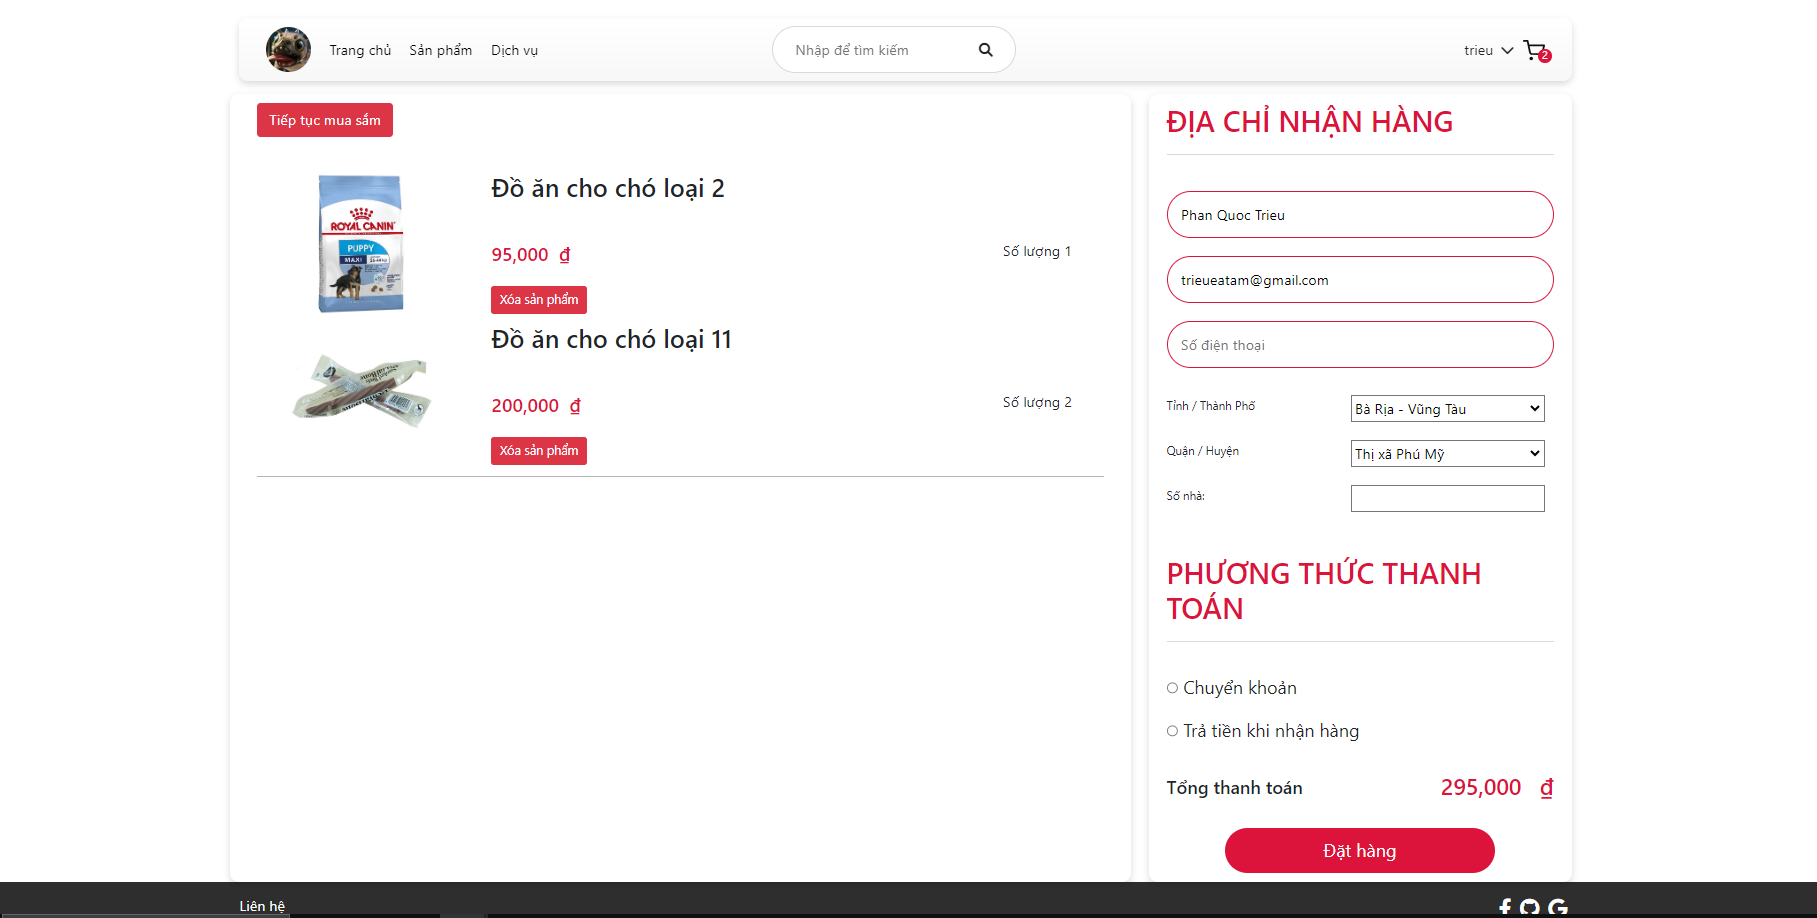 Trang chủ Sản phẩm Dịch vụ Nhập để tìm kiếm trieu 2
Tiếp tục mua sắm
ROYAL CANIN
PUPPY
MAXI
Đồ ăn cho chó loại 2
95,000 ₫ Số lượng 1
Xóa sản phẩm
Đồ ăn cho chó loại 11
200,000 ₫ Số lượng 2
Xóa sản phẩm
ĐỊA CHỈ NHẬN HÀNG
Phan Quoc Trieu
trieueatam@gmail.com
Số điện thoại
Tỉnh / Thành Phố Bà Rịa - Vũng Tàu
Quận / Huyện Thị xã Phú Mỹ
Số nhà:
PHƯƠNG THỨC THANH
TOÁN
Chuyển khoản
Trả tiền khi nhận hàng
Tổng thanh toán 295,000 ₫
Đặt hàng
Liên hệ